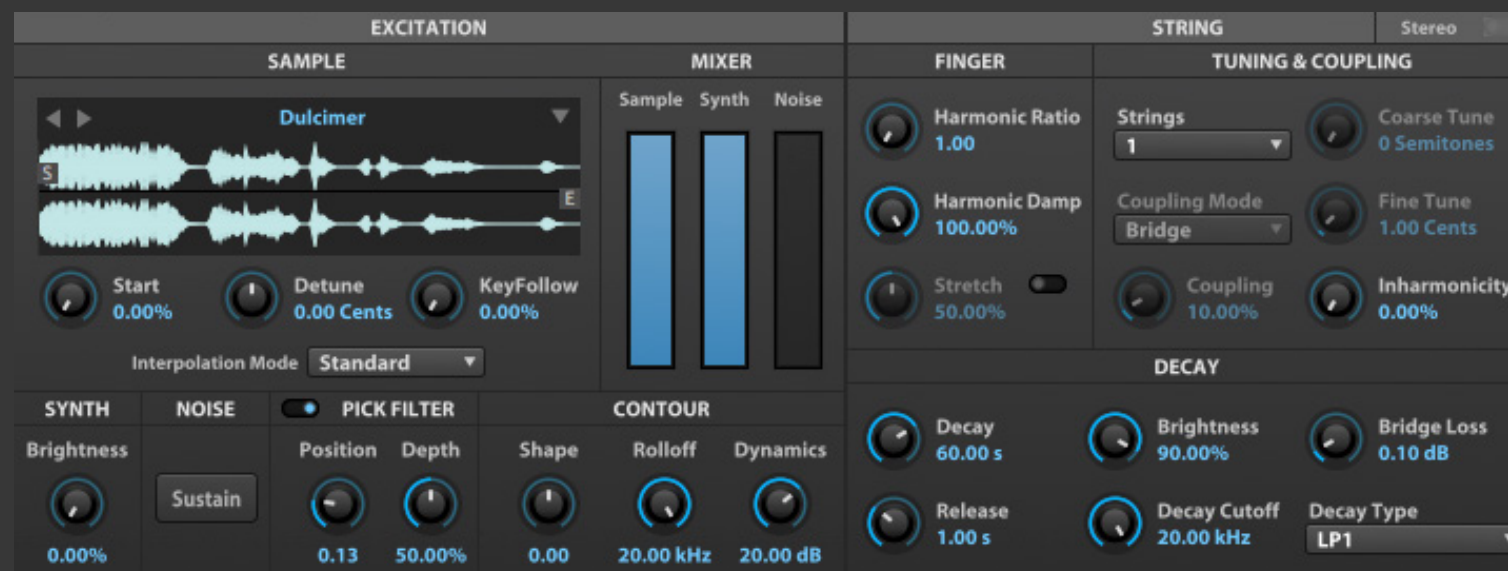 EXCITATION
SAMPLE
MIXER
Dulcimer
S
E
Start
0.00%
Detune
0.00 Cents
KeyFollow
0.00%
Interpolation Mode Standard
Sample Synth Noise
SYNTH
Brightness
0.00%
NOISE
Sustain
PICK FILTER
Position
0.13
Depth
50.00%
CONTOUR
Shape
0.00
Rolloff
20.00 kHz
Dynamics
20.00 dB
STRING
Stereo
FINGER
Harmonic Ratio
1.00
Harmonic Damp
100.00%
Stretch
50.00%
TUNING & COUPLING
Strings
1
Coarse Tune
0 Semitones
Coupling Mode
Bridge
Fine Tune
1.00 Cents
Coupling
10.00%
Inharmonicity
0.00%
DECAY
Decay
60.00 s
Brightness
90.00%
Bridge Loss
0.10 dB
Release
1.00 s
Decay Cutoff
20.00 kHz
Decay Type
LP1